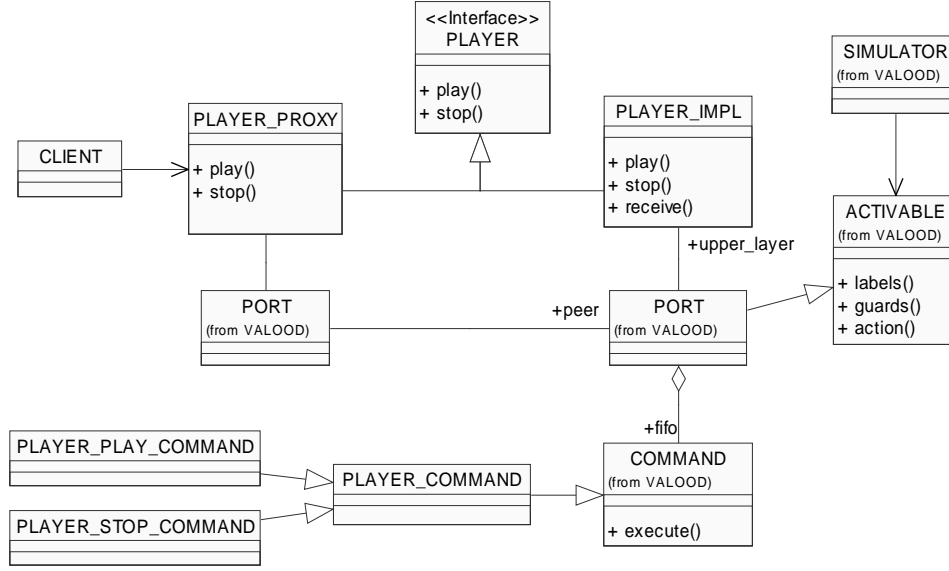 <<Interface>>
PLAYER
+ play()
+ stop()
SIMULATOR
(from VALOOD)
PLAYER_PROXY
+ play()
+ stop()
PLAYER_IMPL
+ play()
+ stop()
+ receive()
CLIENT
ACTIVABLE
(from VALOOD)
+ labels()
+ guards()
+ action()
+upper_layer
PORT
(from VALOOD)
+peer
PORT
(from VALOOD)
+fifo
PLAYER_PLAY_COMMAND
PLAYER_COMMAND
COMMAND
(from VALOOD)
+ execute()
PLAYER_STOP_COMMAND